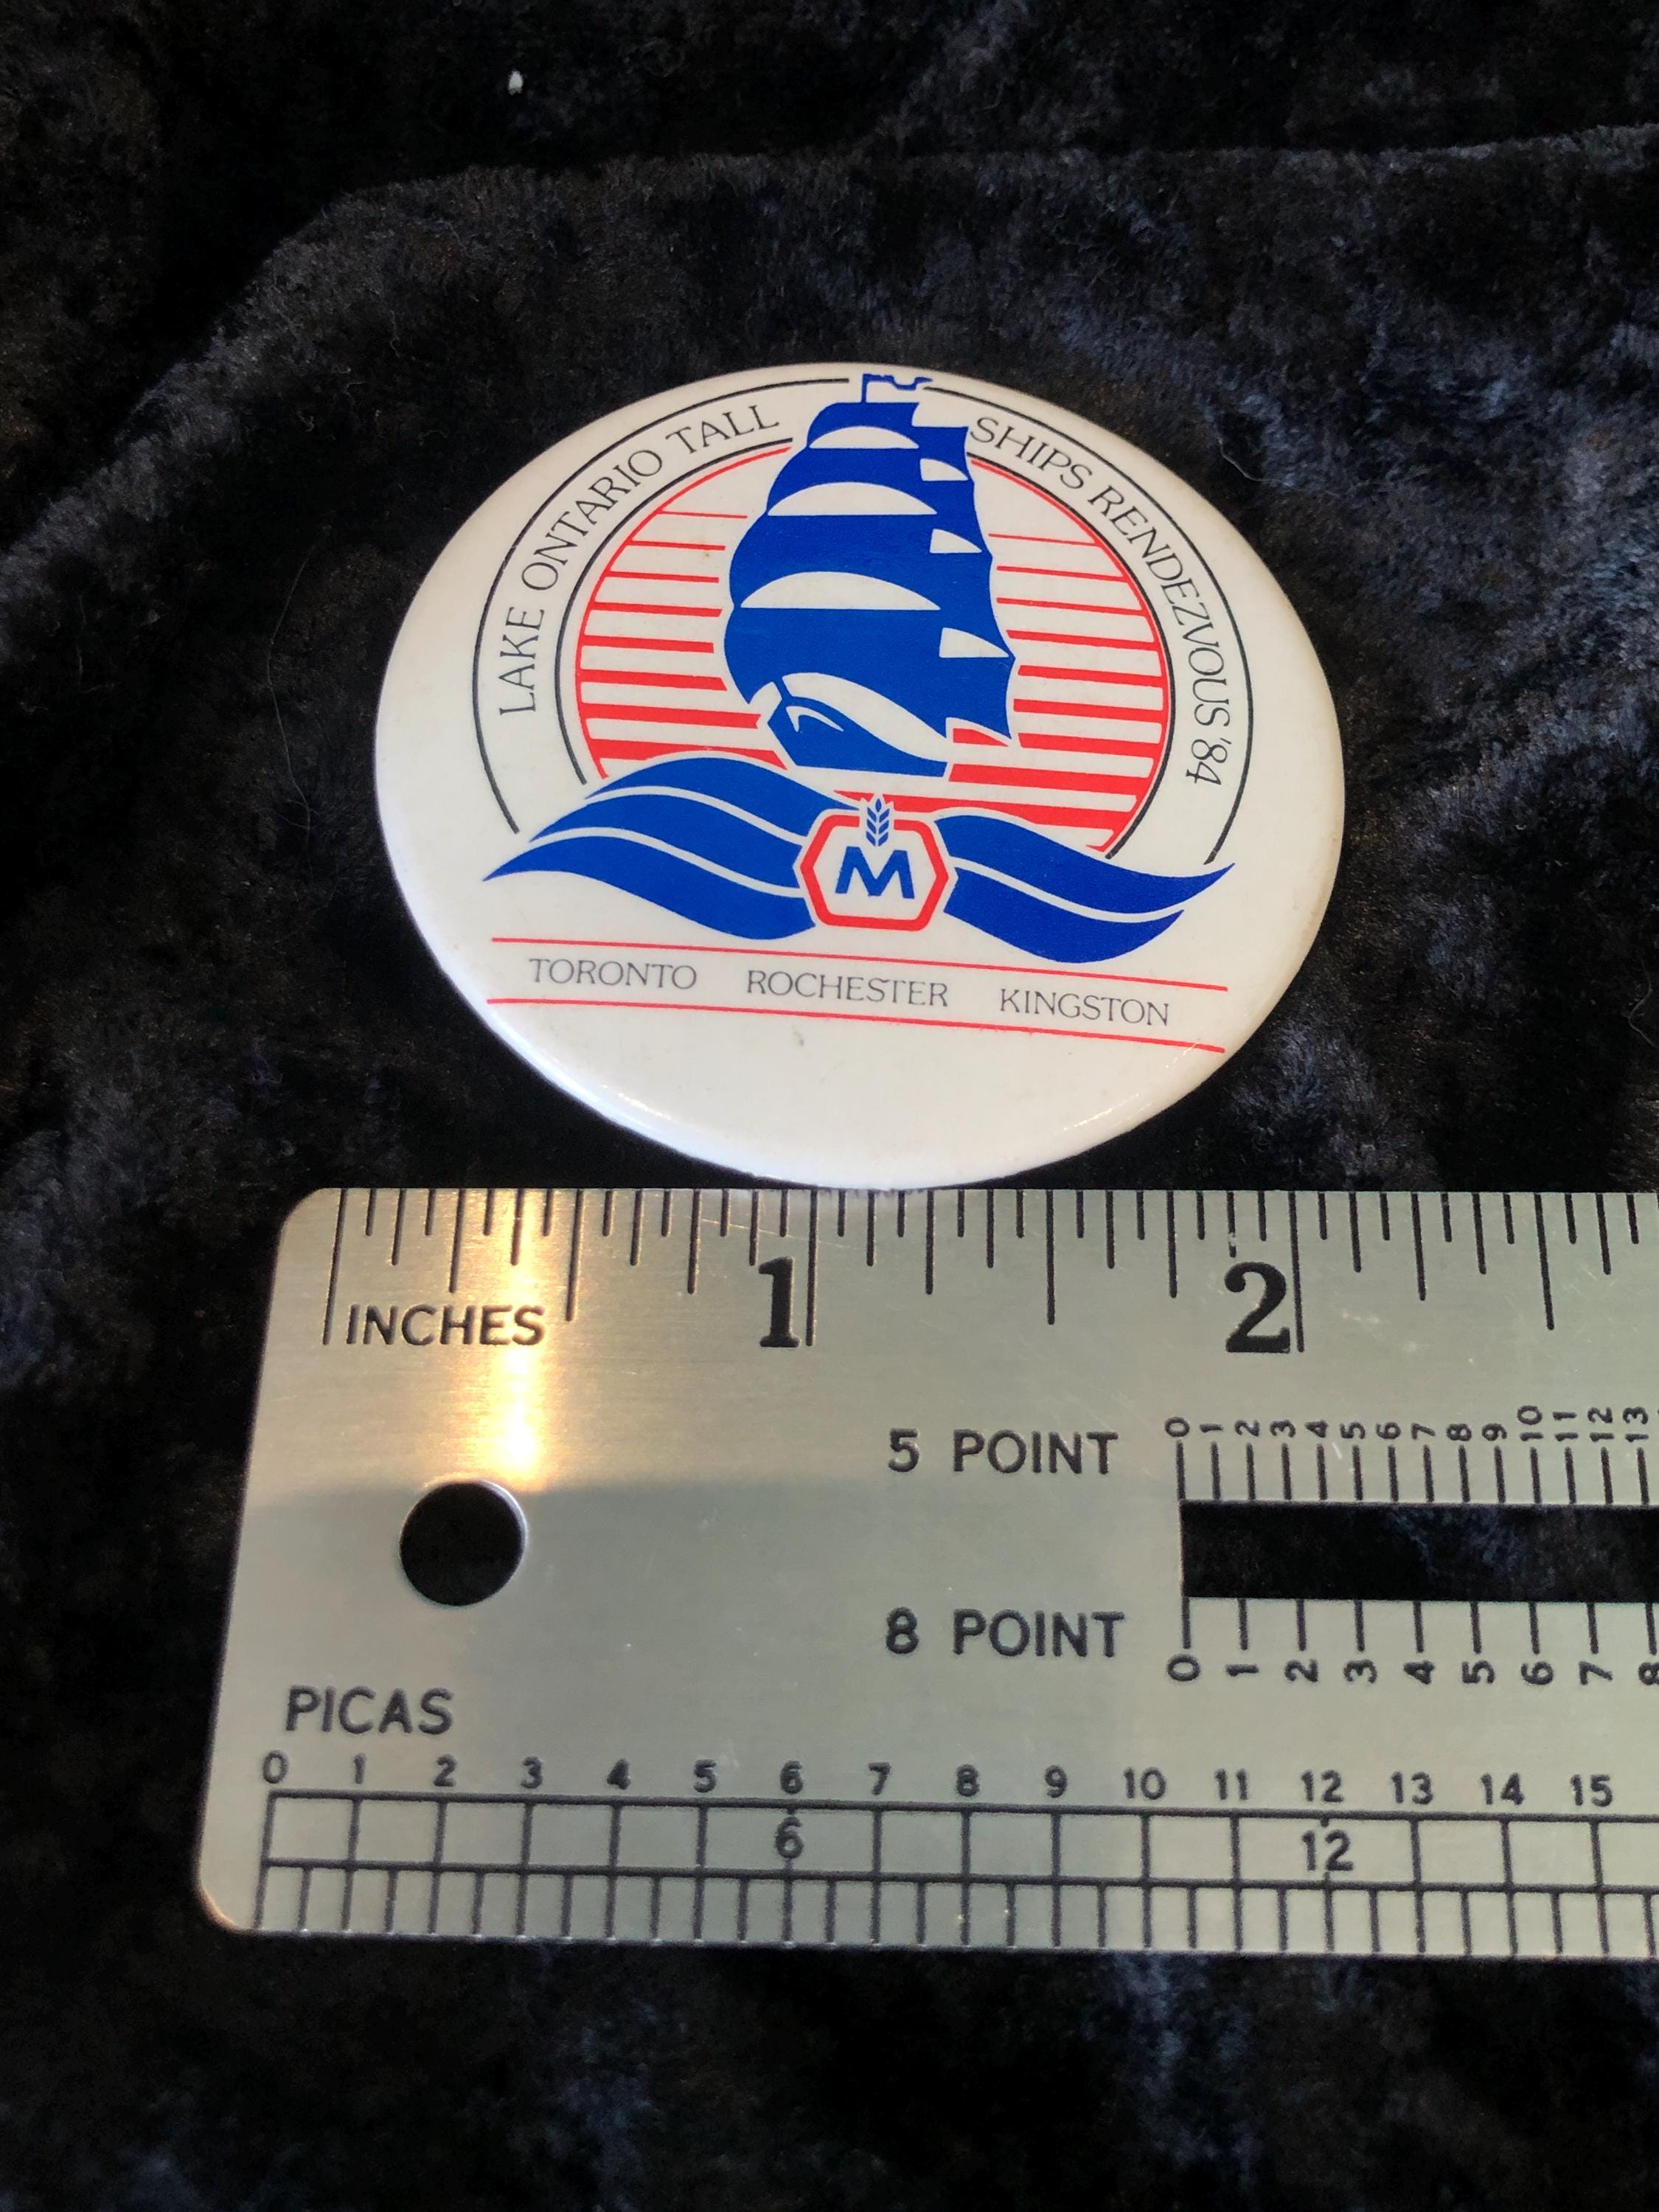 LAKE ONTARIO TALL SHIPS RENDEZVOUS '84
M
TORONTO ROCHESTER KINGSTON
1 2
INCHES
5 POINT 0 1 2 3 4 5 6 7 8 9 10 11 12 13
8 POINT 0 1 2 3 4 5 6 7 8
PICAS
0 1 2 3 4 5 6 7 8 9 10 11 12 13 14 15
6 12